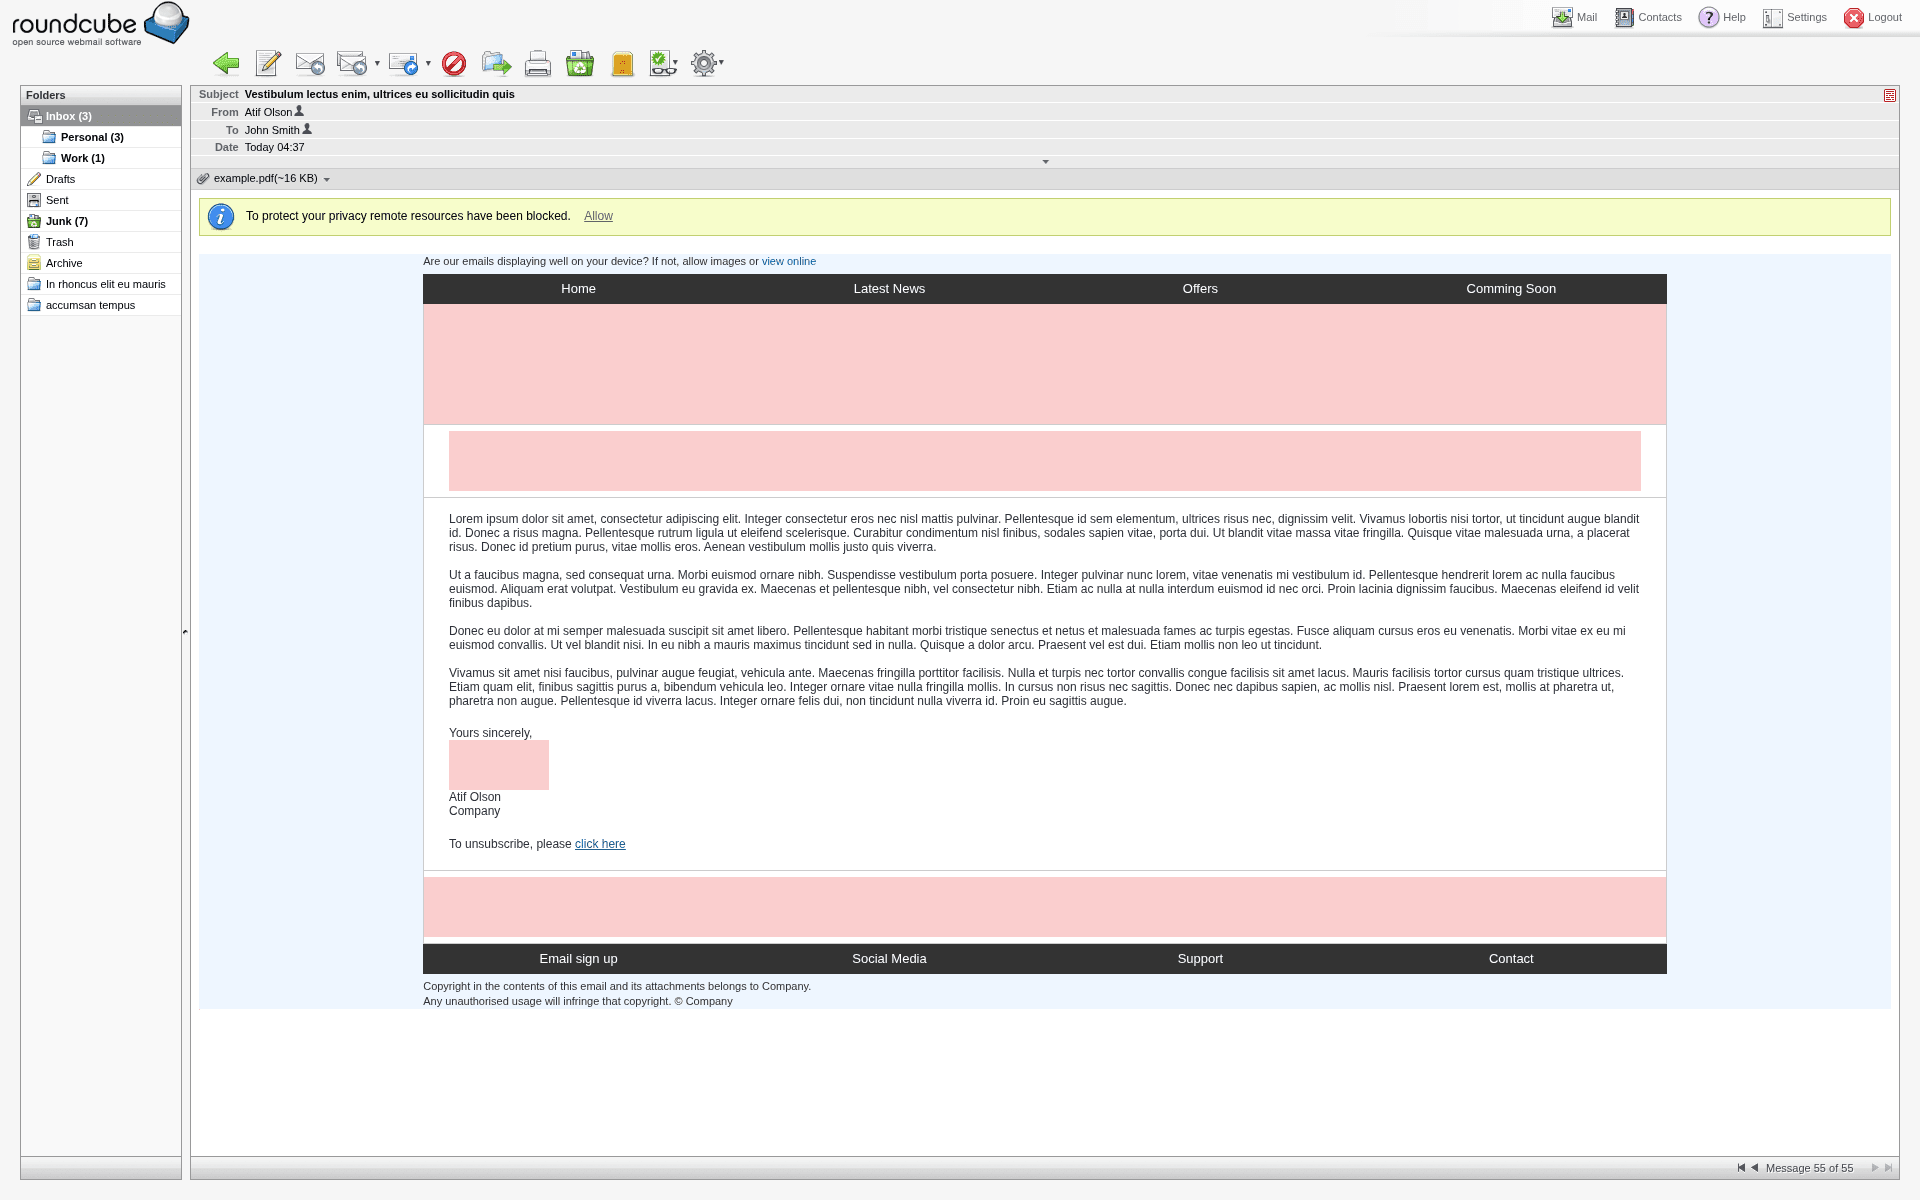 roundcube
open source webmail software
Mail
Contacts
Help
Settings
Logout
Folders
Inbox (3)
Personal (3)
Work (1)
Drafts
Sent
Junk (7)
Trash
Archive
In rhoncus elit eu mauris
accumsan tempus
Subject Vestibulum lectus enim, ultrices eu sollicitudin quis
From Atif Olson
To John Smith
Date Today 04:37
example.pdf(~16 KB)
To protect your privacy remote resources have been blocked. Allow
Are our emails displaying well on your device? If not, allow images or view online
Home Latest News Offers Comming Soon
Lorem ipsum dolor sit amet, consectetur adipiscing elit. Integer consectetur eros nec nisl mattis pulvinar. Pellentesque id sem elementum, ultrices risus nec, dignissim velit. Vivamus lobortis nisi tortor, ut tincidunt augue blandit
id. Donec a risus magna. Pellentesque rutrum ligula ut eleifend scelerisque. Curabitur condimentum nisl finibus, sodales sapien vitae, porta dui. Ut blandit vitae massa vitae fringilla. Quisque vitae malesuada urna, a placerat
risus. Donec id pretium purus, vitae mollis eros. Aenean vestibulum mollis justo quis viverra.
Ut a faucibus magna, sed consequat urna. Morbi euismod ornare nibh. Suspendisse vestibulum porta posuere. Integer pulvinar nunc lorem, vitae venenatis mi vestibulum id. Pellentesque hendrerit lorem ac nulla faucibus
euismod. Aliquam erat volutpat. Vestibulum eu gravida ex. Maecenas et pellentesque nibh, vel consectetur nibh. Etiam ac nulla at nulla interdum euismod id nec orci. Proin lacinia dignissim faucibus. Maecenas eleifend id velit
finibus dapibus.
Donec eu dolor at mi semper malesuada suscipit sit amet libero. Pellentesque habitant morbi tristique senectus et netus et malesuada fames ac turpis egestas. Fusce aliquam cursus eros eu venenatis. Morbi vitae ex eu mi
euismod convallis. Ut vel blandit nisi. In eu nibh a mauris maximus tincidunt sed in nulla. Quisque a dolor arcu. Praesent vel est dui. Etiam mollis non leo ut tincidunt.
Vivamus sit amet nisi faucibus, pulvinar augue feugiat, vehicula ante. Maecenas fringilla porttitor facilisis. Nulla et turpis nec tortor convallis congue facilisis sit amet lacus. Mauris facilisis tortor cursus quam tristique ultrices.
Etiam quam elit, finibus sagittis purus a, bibendum vehicula leo. Integer ornare vitae nulla fringilla mollis. In cursus non risus nec sagittis. Donec nec dapibus sapien, ac mollis nisl. Praesent lorem est, mollis at pharetra ut,
pharetra non augue. Pellentesque id viverra lacus. Integer ornare felis dui, non tincidunt nulla viverra id. Proin eu sagittis augue.
Yours sincerely,
Atif Olson
Company
To unsubscribe, please click here
Email sign up Social Media Support Contact
Copyright in the contents of this email and its attachments belongs to Company.
Any unauthorised usage will infringe that copyright. © Company
Message 55 of 55